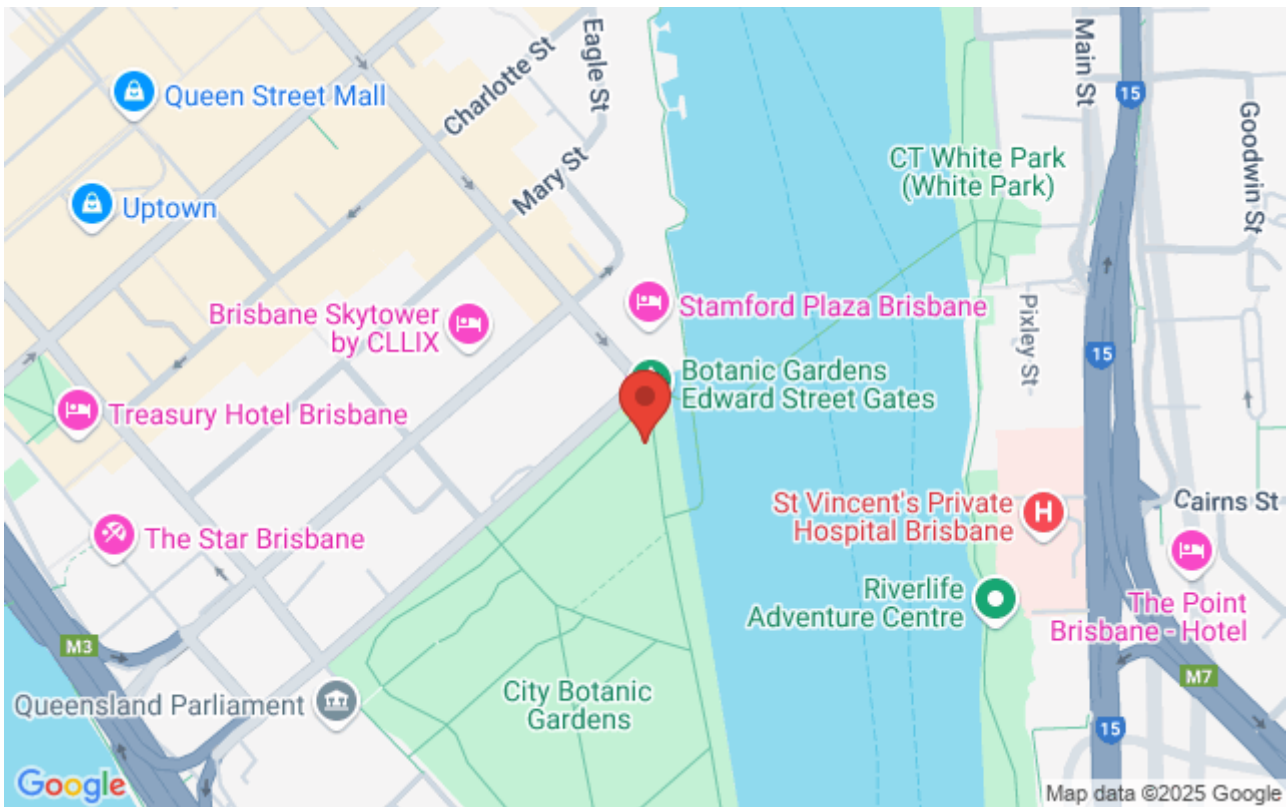 Queen Street Mall
Charlotte St
Eagle St
Main St
15
Goodwin St
CT White Park
(White Park)
Uptown
Mary St
Brisbane Skytower
by CLLIX
Stamford Plaza Brisbane
Pixley St
15
Botanic Gardens
Edward Street Gates
Treasury Hotel Brisbane
St Vincent's Private
Hospital Brisbane
H
Cairns St
The Star Brisbane
Riverlife
Adventure Centre
The Point
Brisbane - Hotel
M3
M7
Queensland Parliament
City Botanic
Gardens
15
Google
Map data ©2025 Google